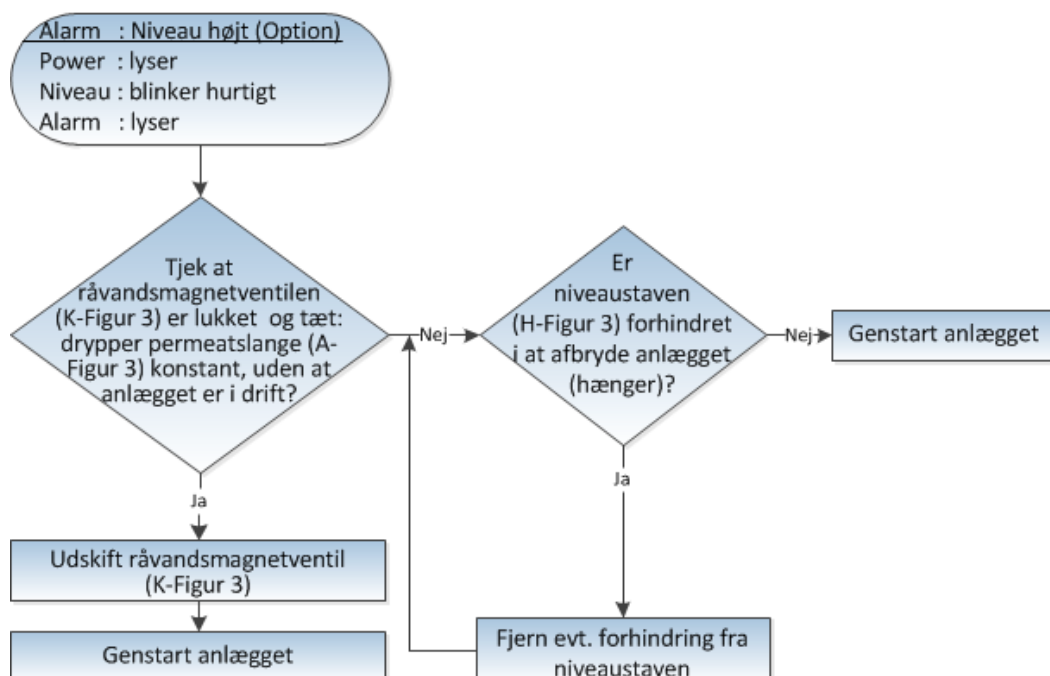 Alarm : Niveau højt (Option)
Power : lyser
Niveau : blinker hurtigt
Alarm : lyser
Tjek at
råvandsmagnetventilen
(K-Figur 3) er lukket og tæt:
drypper permeatslange (A-
Figur 3) konstant, uden at
anlægget er i drift?
Nej
Er
niveaustaven
(H-Figur 3) forhindret
i at afbryde anlægget
(hænger)?
Nej
Genstart anlægget
Ja
Udskift råvandsmagnetventil
(K-Figur 3)
Genstart anlægget
Ja
Fjern evt. forhindring fra
niveaustaven